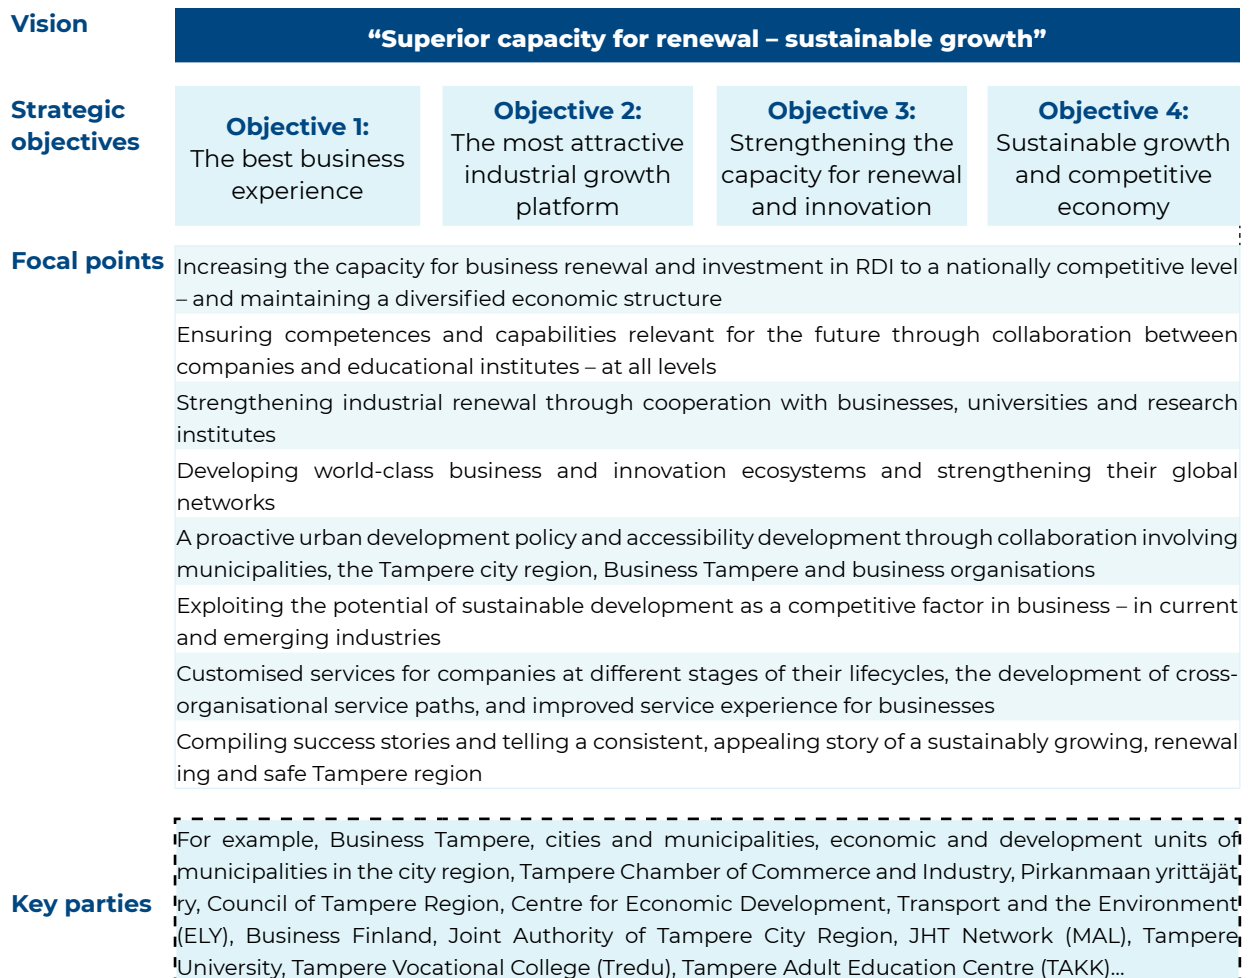 Vision
“Superior capacity for renewal – sustainable growth”
Strategic
objectives
Objective 1:
The best business
experience
Objective 2:
The most attractive
industrial growth
platform
Objective 3:
Strengthening the
capacity for renewal
and innovation
Objective 4:
Sustainable growth
and competitive
economy
Focal points
Increasing the capacity for business renewal and investment in RDI to a nationally competitive level
– and maintaining a diversified economic structure
Ensuring competences and capabilities relevant for the future through collaboration between
companies and educational institutes – at all levels
Strengthening industrial renewal through cooperation with businesses, universities and research
institutes
Developing world-class business and innovation ecosystems and strengthening their global
networks
A proactive urban development policy and accessibility development through collaboration involving
municipalities, the Tampere city region, Business Tampere and business organisations
Exploiting the potential of sustainable development as a competitive factor in business – in current
and emerging industries
Customised services for companies at different stages of their lifecycles, the development of cross-
organisational service paths, and improved service experience for businesses
Compiling success stories and telling a consistent, appealing story of a sustainably growing, renewal
ing and safe Tampere region
Key parties
For example, Business Tampere, cities and municipalities, economic and development units of
municipalities in the city region, Tampere Chamber of Commerce and Industry, Pirkanmaan yrittäjät
ry, Council of Tampere Region, Centre for Economic Development, Transport and the Environment
(ELY), Business Finland, Joint Authority of Tampere City Region, JHT Network (MAL), Tampere
University, Tampere Vocational College (Tredu), Tampere Adult Education Centre (TAKK)...